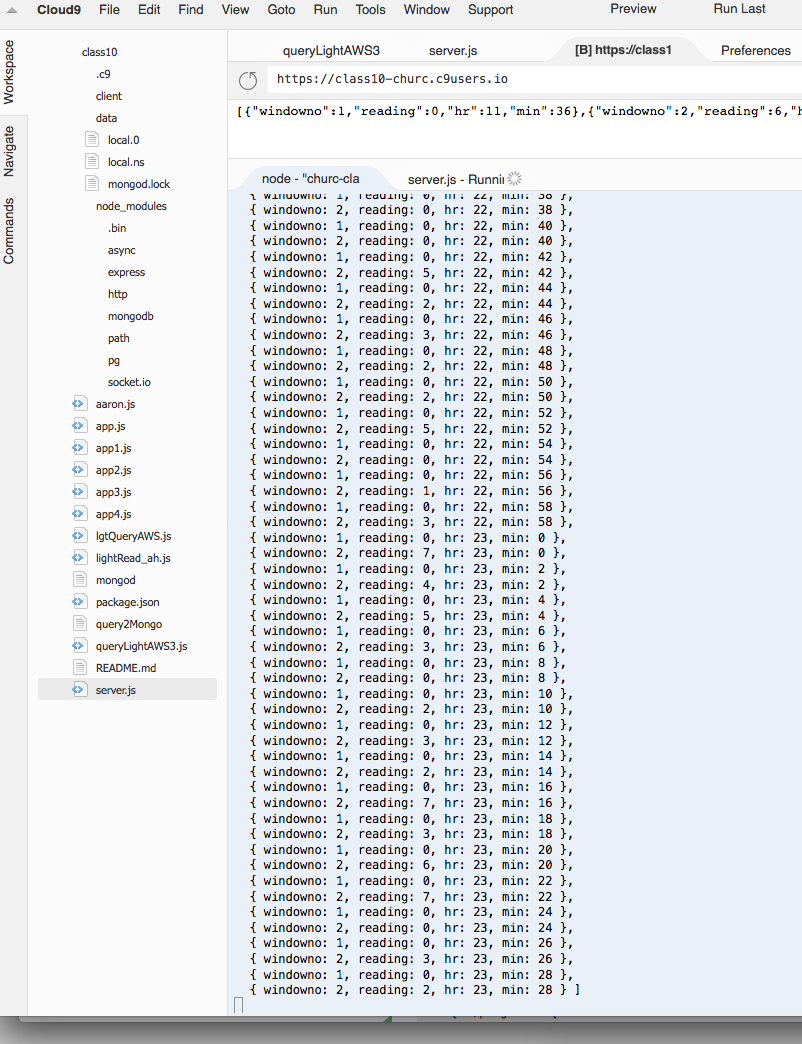 Cloud9 File Edit Find View Goto Run Tools Window Support Preview Run Last
Workspace
Navigate
Commands
class10
.c9
client
data
local.0
local.ns
mongod.lock
node_modules
.bin
async
express
http
mongodb
path
pg
socket.io
aaron.js
app.js
app1.js
app2.js
app3.js
app4.js
lgtQueryAWS.js
lightRead_ah.js
mongod
package.json
query2Mongo
queryLightAWS3.js
README.md
server.js
queryLightAWS3 server.js [B] https://class1 Preferences
https://class10-churc.c9users.io
[{"windowno":1,"reading":0,"hr":11,"min":36},{"windowno":2,"reading":6,"h
node - "churc-cla server.js - Runnin
{ windowno: 1, reading: 0, hr: 22, min: 38 },
{ windowno: 2, reading: 0, hr: 22, min: 38 },
{ windowno: 1, reading: 0, hr: 22, min: 40 },
{ windowno: 2, reading: 0, hr: 22, min: 40 },
{ windowno: 1, reading: 0, hr: 22, min: 42 },
{ windowno: 2, reading: 5, hr: 22, min: 42 },
{ windowno: 1, reading: 0, hr: 22, min: 44 },
{ windowno: 2, reading: 2, hr: 22, min: 44 },
{ windowno: 1, reading: 0, hr: 22, min: 46 },
{ windowno: 2, reading: 3, hr: 22, min: 46 },
{ windowno: 1, reading: 0, hr: 22, min: 48 },
{ windowno: 2, reading: 2, hr: 22, min: 48 },
{ windowno: 1, reading: 0, hr: 22, min: 50 },
{ windowno: 2, reading: 2, hr: 22, min: 50 },
{ windowno: 1, reading: 0, hr: 22, min: 52 },
{ windowno: 2, reading: 5, hr: 22, min: 52 },
{ windowno: 1, reading: 0, hr: 22, min: 54 },
{ windowno: 2, reading: 0, hr: 22, min: 54 },
{ windowno: 1, reading: 0, hr: 22, min: 56 },
{ windowno: 2, reading: 1, hr: 22, min: 56 },
{ windowno: 1, reading: 0, hr: 22, min: 58 },
{ windowno: 2, reading: 3, hr: 22, min: 58 },
{ windowno: 1, reading: 0, hr: 23, min: 0 },
{ windowno: 2, reading: 7, hr: 23, min: 0 },
{ windowno: 1, reading: 0, hr: 23, min: 2 },
{ windowno: 2, reading: 4, hr: 23, min: 2 },
{ windowno: 1, reading: 0, hr: 23, min: 4 },
{ windowno: 2, reading: 5, hr: 23, min: 4 },
{ windowno: 1, reading: 0, hr: 23, min: 6 },
{ windowno: 2, reading: 3, hr: 23, min: 6 },
{ windowno: 1, reading: 0, hr: 23, min: 8 },
{ windowno: 2, reading: 0, hr: 23, min: 8 },
{ windowno: 1, reading: 0, hr: 23, min: 10 },
{ windowno: 2, reading: 2, hr: 23, min: 10 },
{ windowno: 1, reading: 0, hr: 23, min: 12 },
{ windowno: 2, reading: 3, hr: 23, min: 12 },
{ windowno: 1, reading: 0, hr: 23, min: 14 },
{ windowno: 2, reading: 2, hr: 23, min: 14 },
{ windowno: 1, reading: 0, hr: 23, min: 16 },
{ windowno: 2, reading: 7, hr: 23, min: 16 },
{ windowno: 1, reading: 0, hr: 23, min: 18 },
{ windowno: 2, reading: 3, hr: 23, min: 18 },
{ windowno: 1, reading: 0, hr: 23, min: 20 },
{ windowno: 2, reading: 6, hr: 23, min: 20 },
{ windowno: 1, reading: 0, hr: 23, min: 22 },
{ windowno: 2, reading: 7, hr: 23, min: 22 },
{ windowno: 1, reading: 0, hr: 23, min: 24 },
{ windowno: 2, reading: 0, hr: 23, min: 24 },
{ windowno: 1, reading: 0, hr: 23, min: 26 },
{ windowno: 2, reading: 3, hr: 23, min: 26 },
{ windowno: 1, reading: 0, hr: 23, min: 28 },
{ windowno: 2, reading: 2, hr: 23, min: 28 } ]